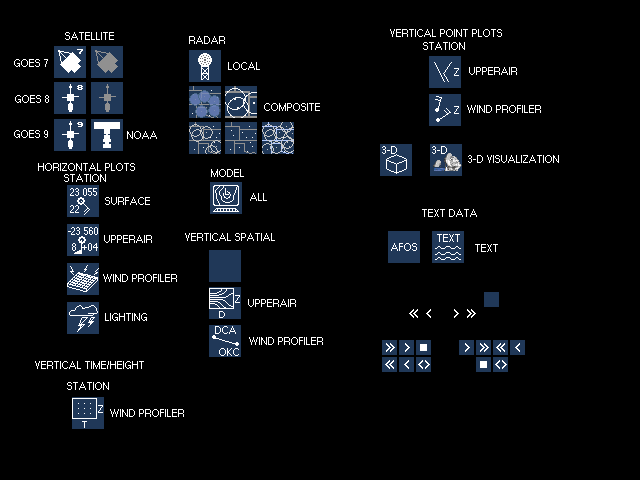 SATELLITE
GOES 7
7
GOES 8
8
GOES 9
9
NOAA
HORIZONTAL PLOTS
STATION
23 055
22
SURFACE
-23 560
8 +04
UPPERAIR
WIND PROFILER
LIGHTING
VERTICAL TIME/HEIGHT
STATION
Z
T
WIND PROFILER
RADAR
LOCAL
COMPOSITE
MODEL
ALL
VERTICAL SPATIAL
Z
D
UPPERAIR
DCA
OKC
WIND PROFILER
VERTICAL POINT PLOTS
STATION
Z
UPPERAIR
Z
WIND PROFILER
3-D
3-D
3-D VISUALIZATION
TEXT DATA
AFOS
TEXT
TEXT